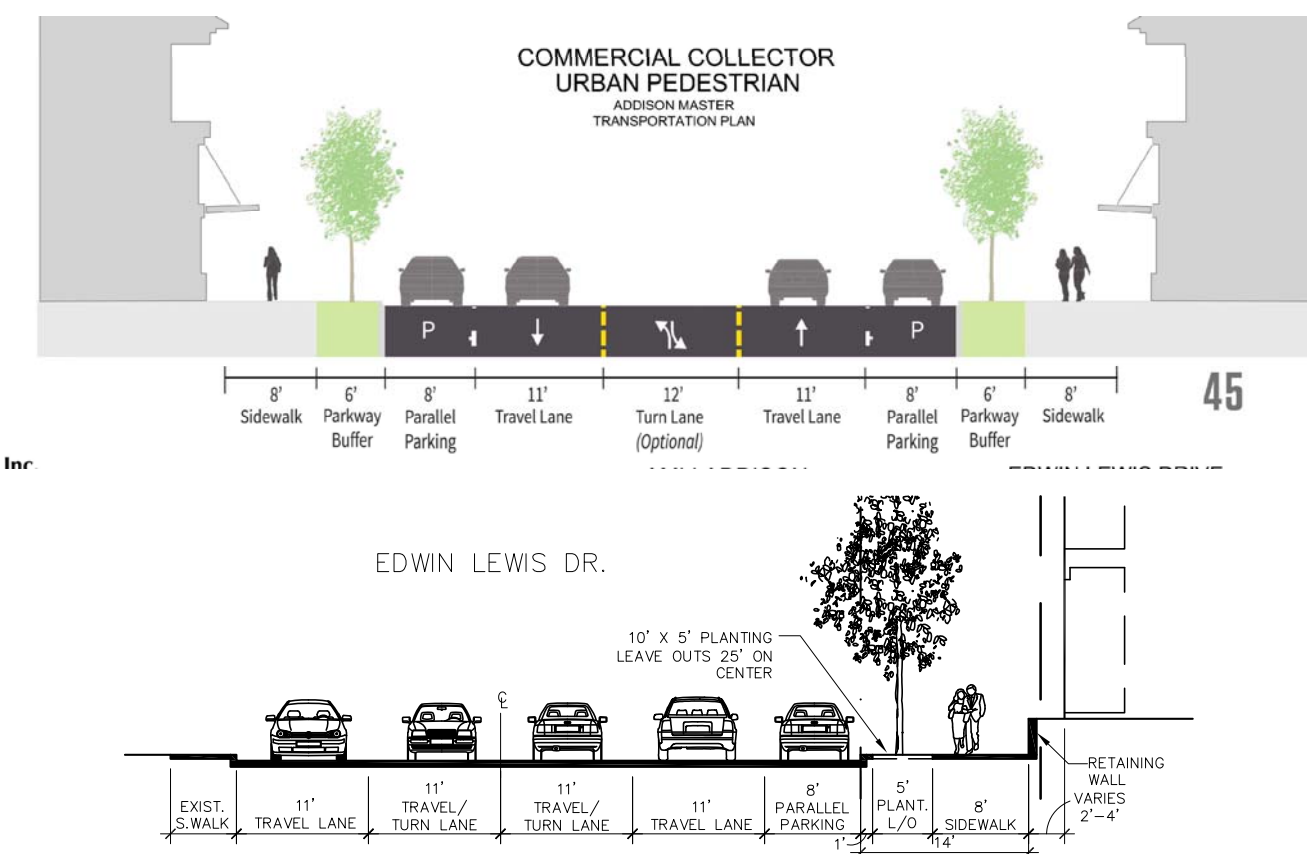 COMMERCIAL COLLECTOR
URBAN PEDESTRIAN
ADDISON MASTER
TRANSPORTATION PLAN
P
P
8' 6' 8' 11' 12' 11' 8' 6' 8'
Sidewalk Parkway Parallel Travel Lane Turn Lane Travel Lane Parallel Parkway Sidewalk
Buffer Parking (Optional) Parking Buffer
45
Inc.
EDWIN LEWIS DR.
10' X 5' PLANTING
LEAVE OUTS 25' ON
CENTER
℄
RETAINING
WALL
VARIES
2'-4'
EXIST.
S.WALK
11'
TRAVEL LANE
11'
TRAVEL/
TURN LANE
11'
TRAVEL/
TURN LANE
11'
TRAVEL LANE
8'
PARALLEL
PARKING
1'
5'
PLANT.
L/O
8'
SIDEWALK
14'